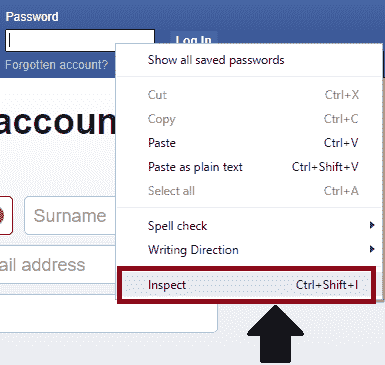 Password
Log In
Forgotten account?
Show all saved passwords
Cut Ctrl+X
accoun
Copy Ctrl+C
Paste Ctrl+V
Paste as plain text Ctrl+Shift+V
Select all Ctrl+A
Surname
Spell check
Writing Direction
ail address
Inspect Ctrl+Shift+I